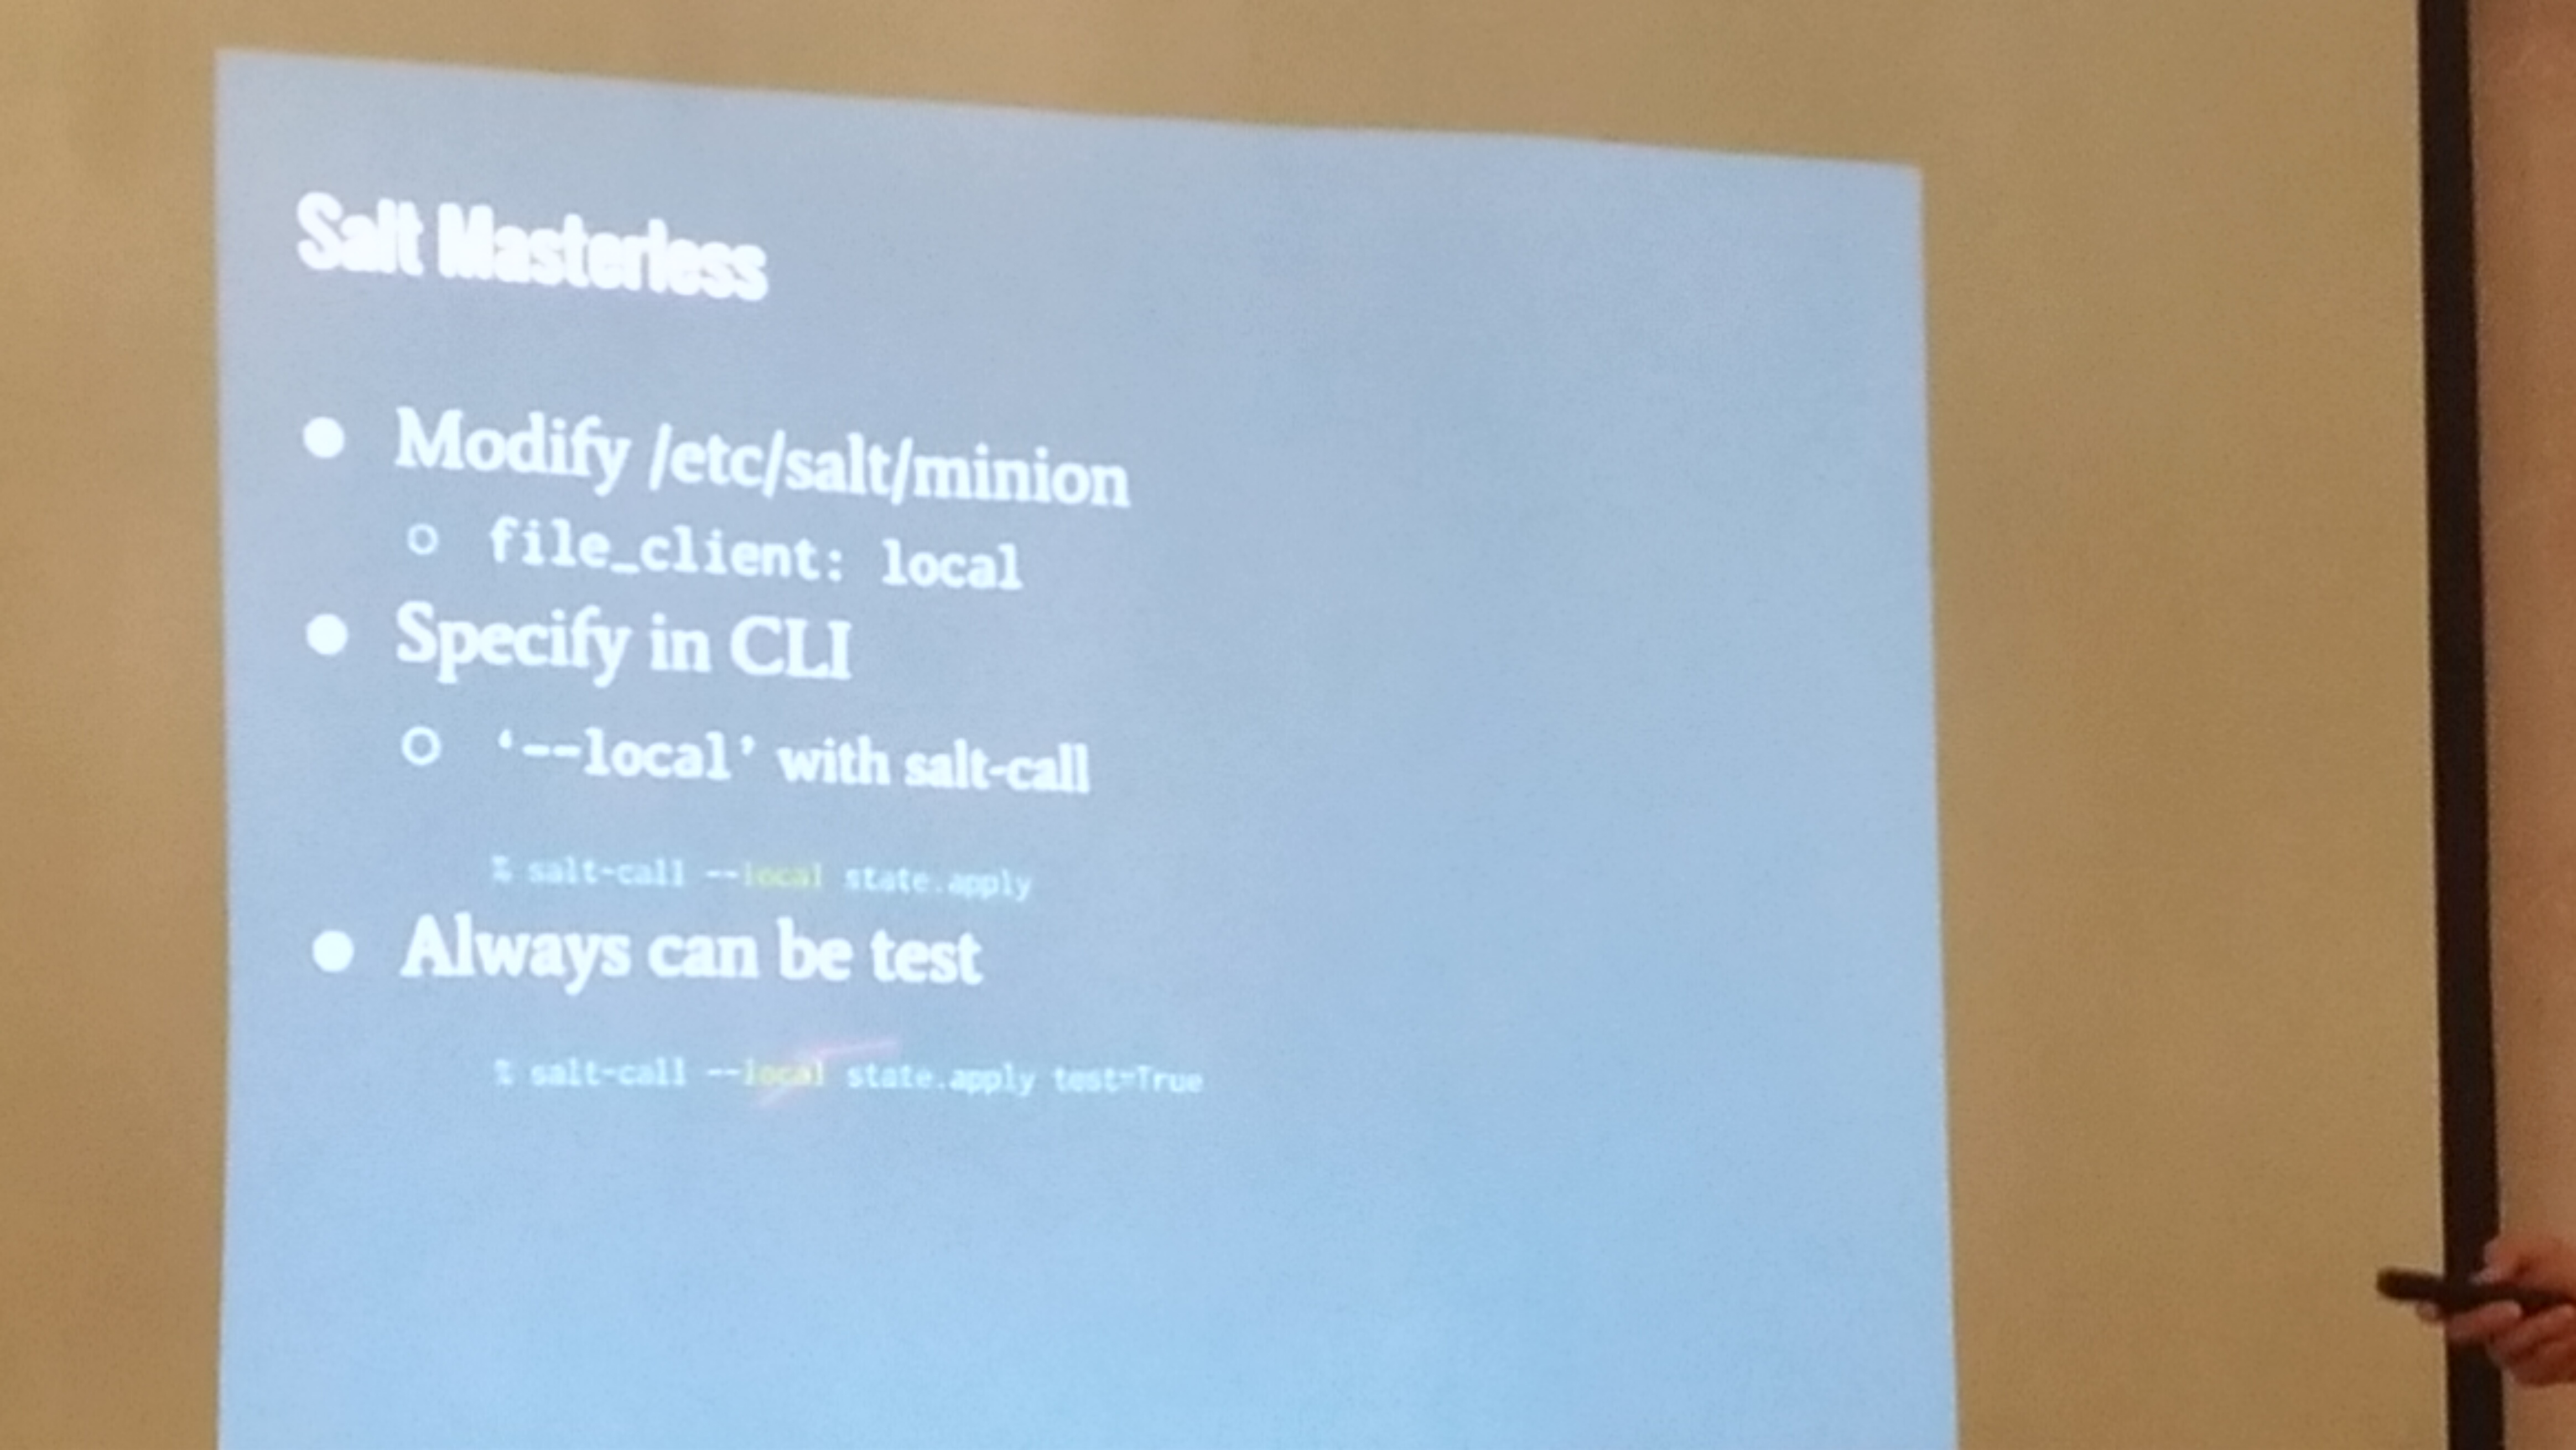 Salt Masterless
● Modify /etc/salt/minion
○ file_client: local
● Specify in CLI
○ ‘--local’ with salt-call
% salt-call --local state.apply
● Always can be test
% salt-call --local state.apply test=True